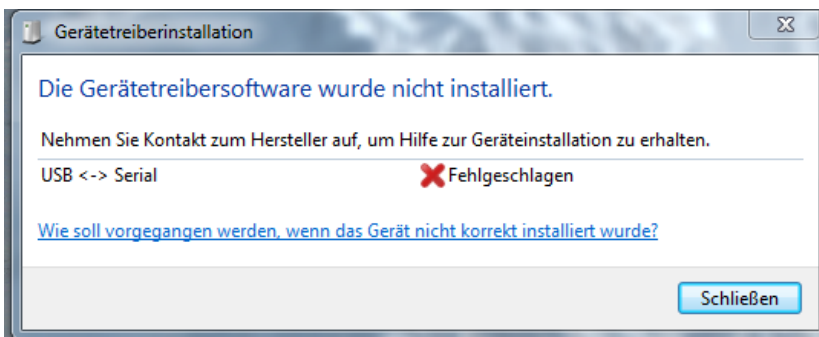 Gerätetreiberinstallation
Die Gerätetreibersoftware wurde nicht installiert.
Nehmen Sie Kontakt zum Hersteller auf, um Hilfe zur Geräteinstallation zu erhalten.
USB <-> Serial Fehlgeschlagen
Wie soll vorgegangen werden, wenn das Gerät nicht korrekt installiert wurde?
Schließen